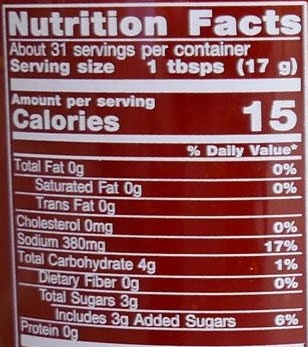 Nutrition Facts
About 31 servings per container
Serving size 1 tbsps (17 g)
Amount per serving
Calories 15
% Daily Value*
Total Fat 0g 0%
Saturated Fat 0g 0%
Trans Fat 0g
Cholesterol 0mg 0%
Sodium 380mg 17%
Total Carbohydrate 4g 1%
Dietary Fiber 0g 0%
Total Sugars 3g
Includes 3g Added Sugars 6%
Protein 0g